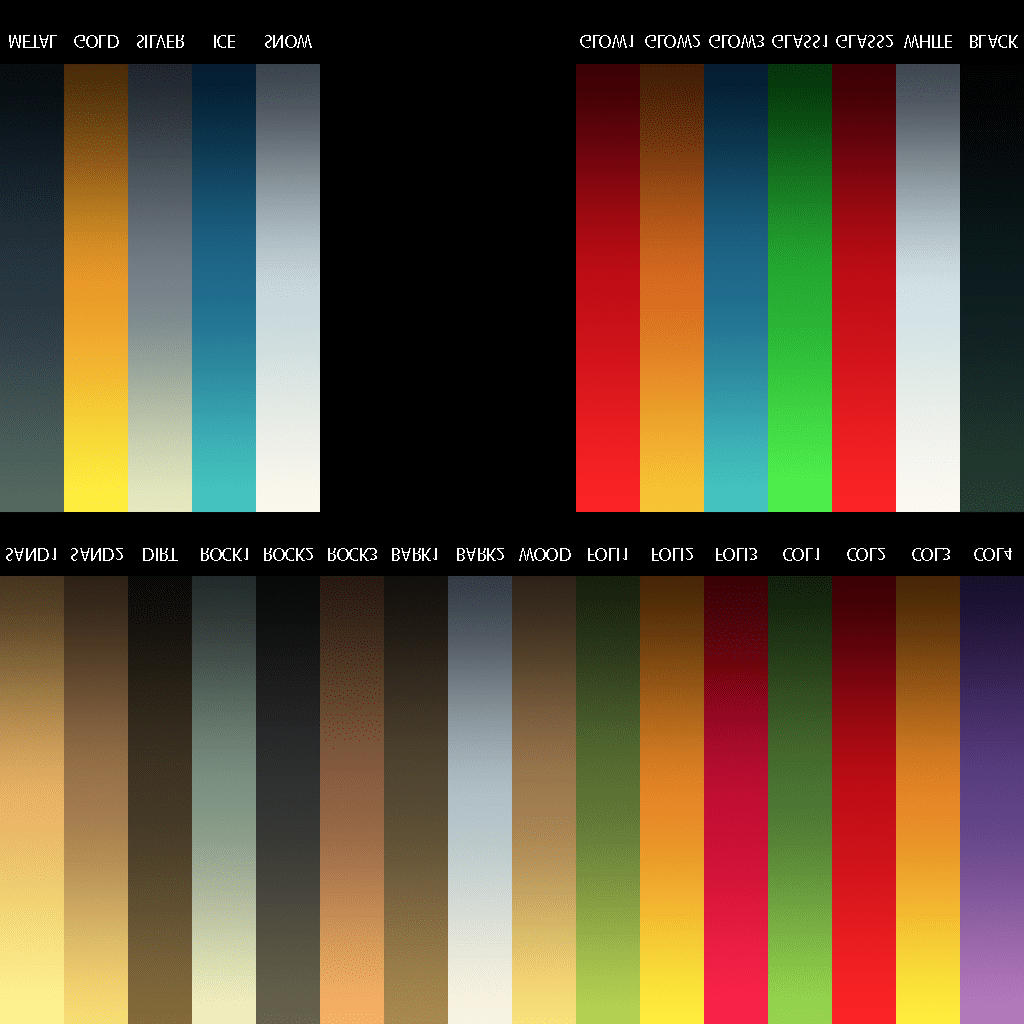 METAL GOLD SILVER ICE SNOW GLOW1 GLOW2 GLOW3 GLASS1 GLASS2 WHITE BLACK
SAND1 SAND2 DIRT ROCK1 ROCK2 ROCK3 BARK1 BARK2 WOOD FOLI1 FOLI2 FOLI3 COL1 COL2 COL3 COL4